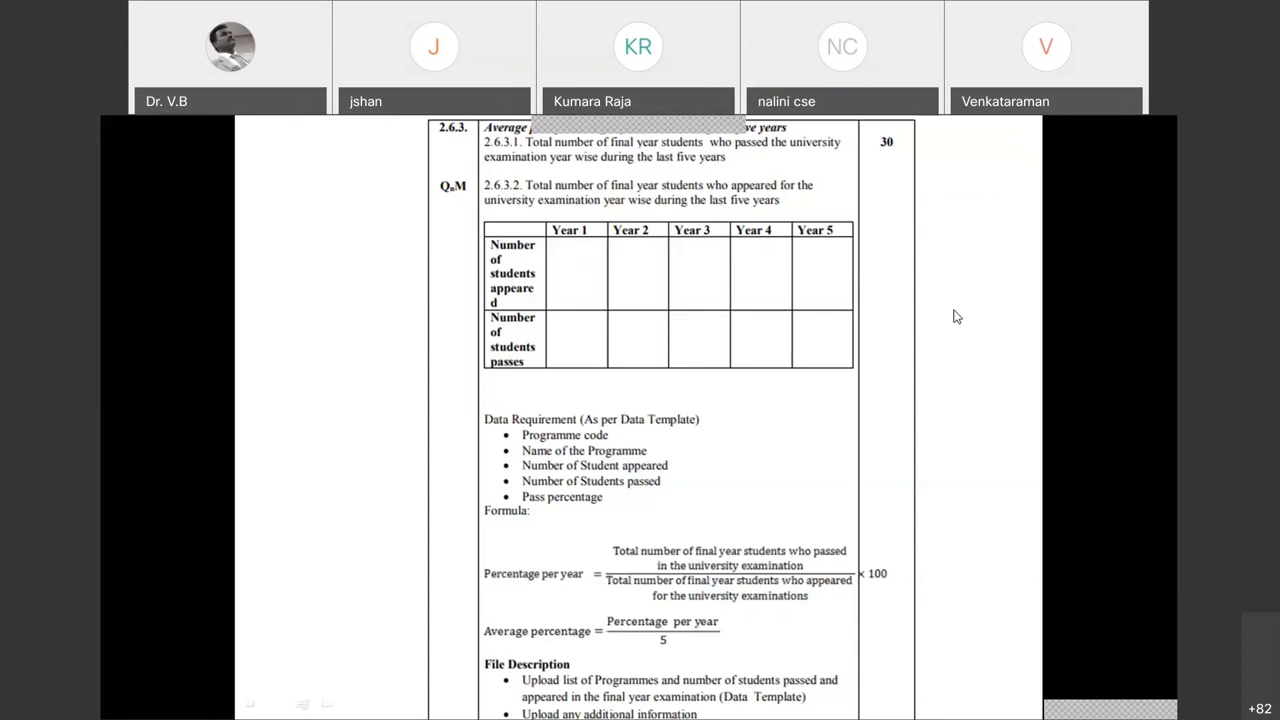 Dr. V.B
jshan
KR
Kumara Raja
NC
nalini cse
V
Venkataraman
J
2.6.3.
Average
ve years
30
2.6.3.1. Total number of final year students who passed the university
examination year wise during the last five years
QnM
2.6.3.2. Total number of final year students who appeared for the
university examination year wise during the last five years
Year 1 Year 2 Year 3 Year 4 Year 5
Number
of
students
appeare
d
Number
of
students
passes
Data Requirement (As per Data Template)
• Programme code
• Name of the Programme
• Number of Student appeared
• Number of Students passed
• Pass percentage
Formula:
Total number of final year students who passed
in the university examination
Percentage per year = × 100
Total number of final year students who appeared
for the university examinations
Percentage per year
Average percentage =
5
File Description
• Upload list of Programmes and number of students passed and
appeared in the final year examination (Data Template)
• Upload any additional information
+82